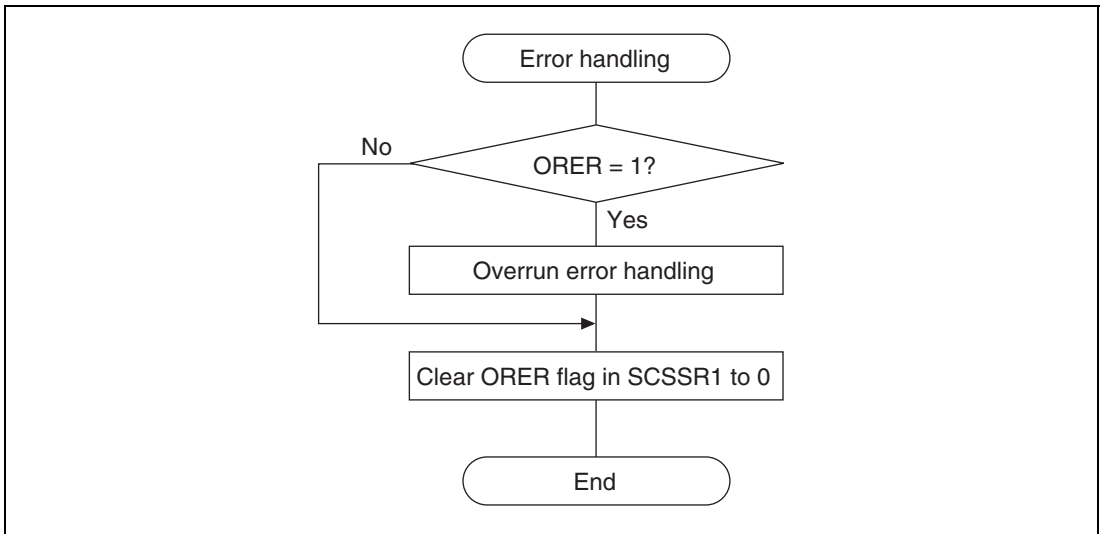 Error handling
No
ORER = 1?
Yes
Overrun error handling
Clear ORER flag in SCSSR1 to 0
End